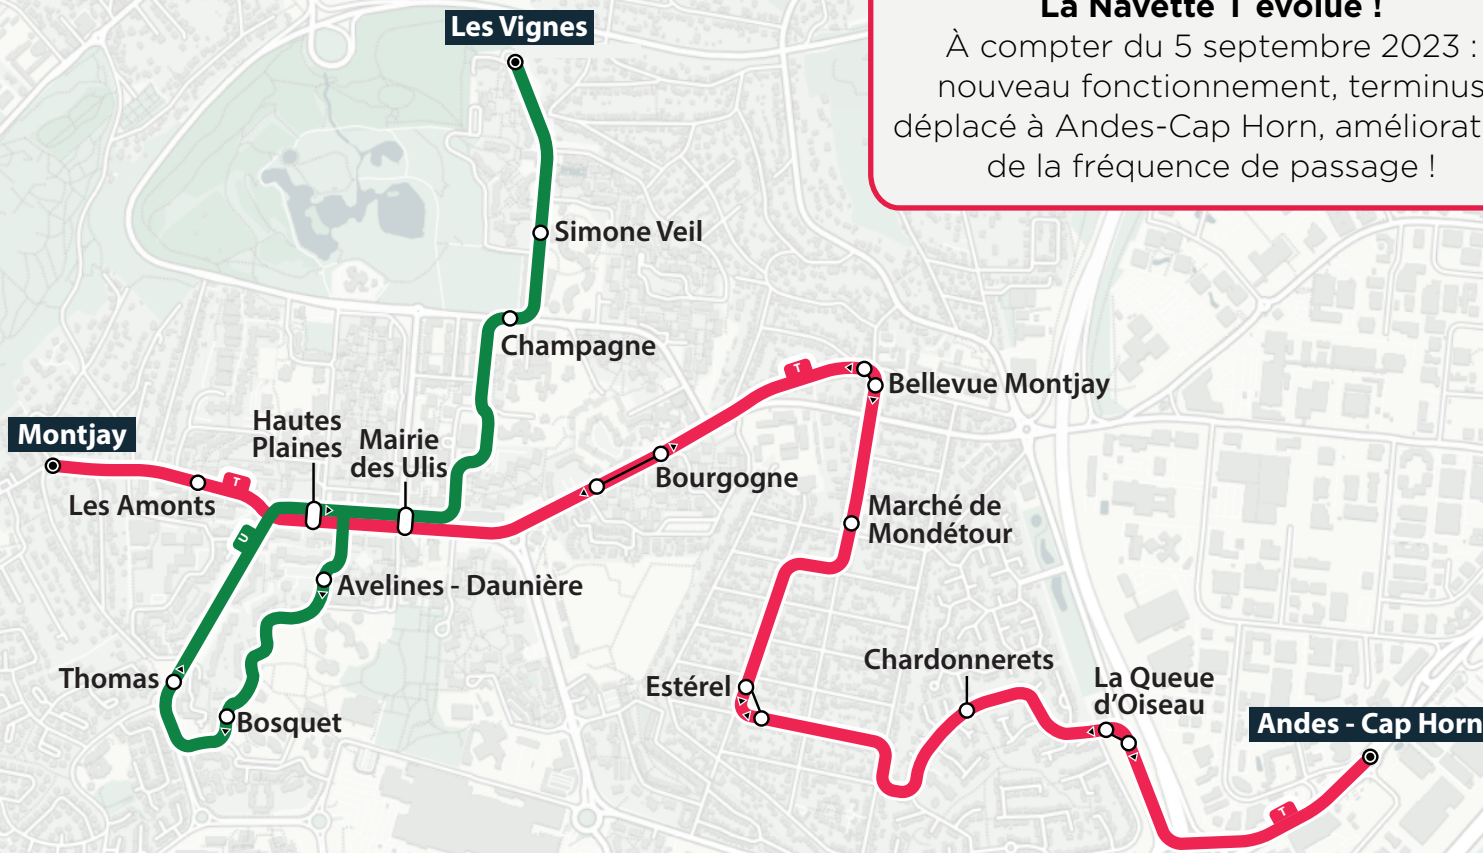 La Navette T évolue !
À compter du 5 septembre 2023 :
nouveau fonctionnement, terminus
déplacé à Andes-Cap Horn, améliorat
de la fréquence de passage !
Les Vignes
Simone Veil
Champagne
T
Bellevue Montjay
Hautes
Plaines
Mairie
des Ulis
Montjay
T
Les Amonts
Bourgogne
Marché de
Mondétour
U
Avelines - Daunière
Thomas
Bosquet
Estérel
Chardonnerets
La Queue
d'Oiseau
Andes - Cap Horn
T